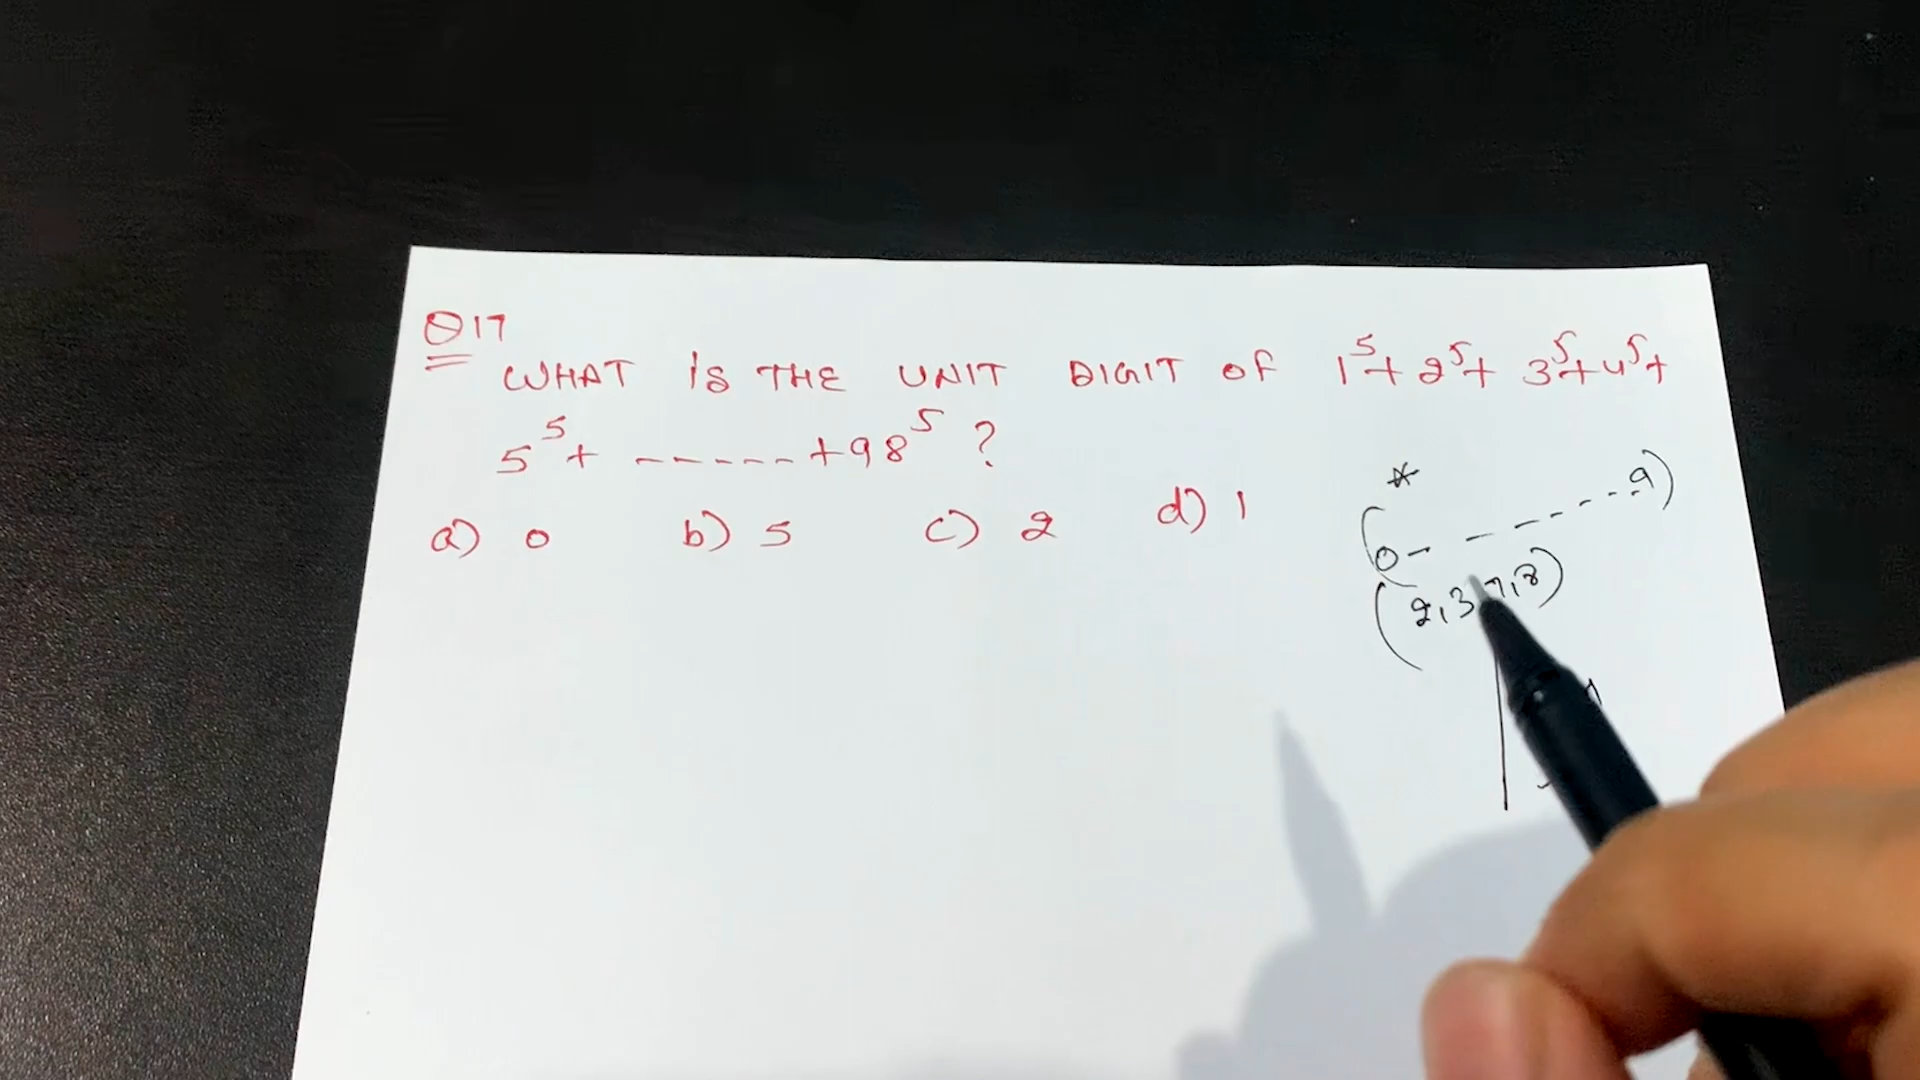 Q17
WHAT IS THE UNIT DIGIT OF 1⁵+ 2⁵+ 3⁵+4⁵+
5⁵+ ------+98⁵ ?
a) 0 b) 5 c) 2 d) 1
*
(0-- ------9)
(2,3,7,8)